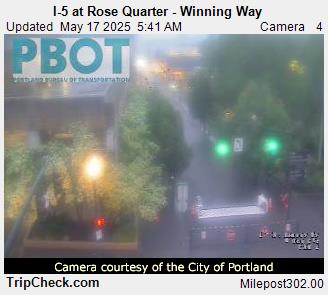 I-5 at Rose Quarter - Winning Way
Updated May 17 2025 5:41 AM Camera 4
PBOT
PORTLAND BUREAU OF TRANSPORTATION
Camera courtesy of the City of Portland
TripCheck.com Milepost302.00